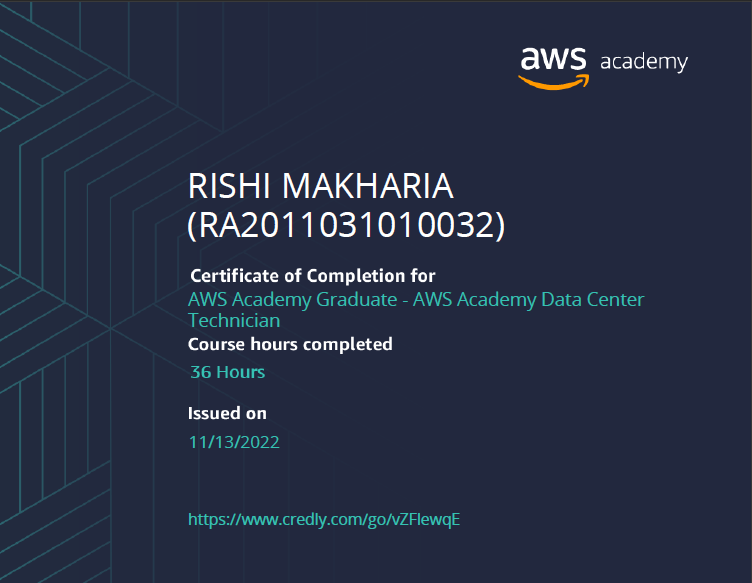 aws academy
RISHI MAKHARIA
(RA2011031010032)
Certificate of Completion for
AWS Academy Graduate - AWS Academy Data Center
Technician
Course hours completed
36 Hours
Issued on
11/13/2022
https://www.credly.com/go/vZFIewqE